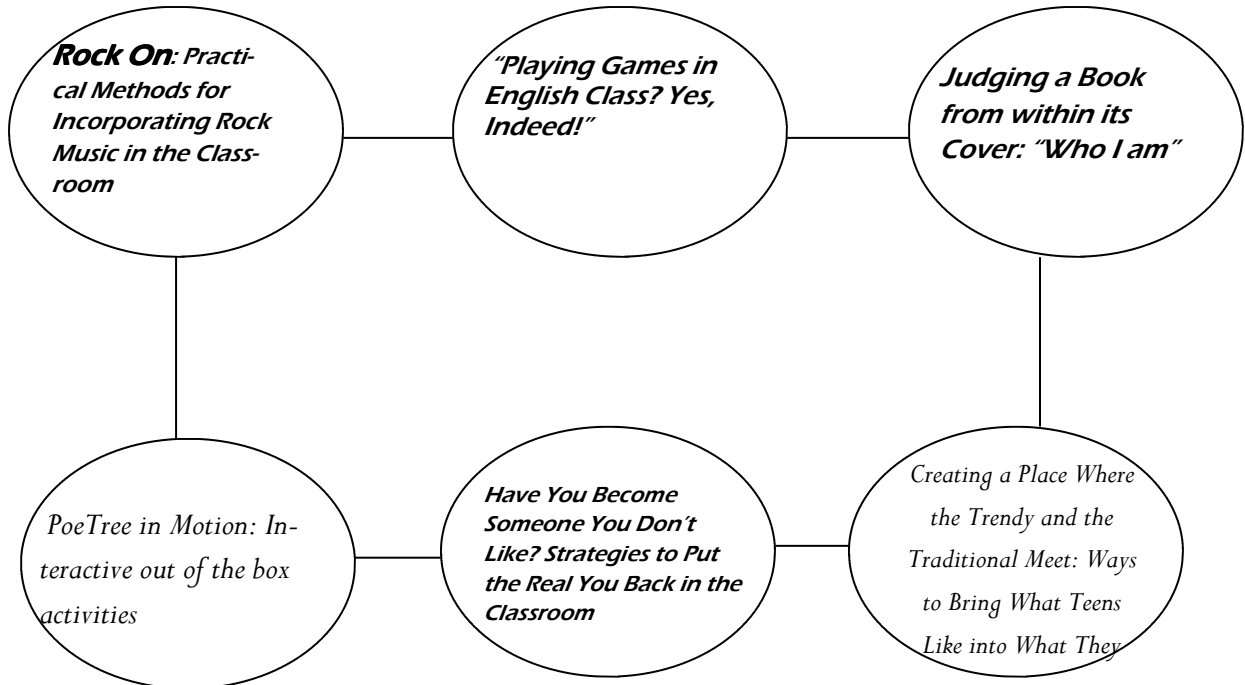 Rock On: Practi-
cal Methods for
Incorporating Rock
Music in the Class-
room
"Playing Games in
English Class? Yes,
Indeed!"
Judging a Book
from within its
Cover: "Who I am"
PoeTree in Motion: In-
teractive out of the box
activities
Have You Become
Someone You Don't
Like? Strategies to Put
the Real You Back in the
Classroom
Creating a Place Where
the Trendy and the
Traditional Meet: Ways
to Bring What Teens
Like into What They